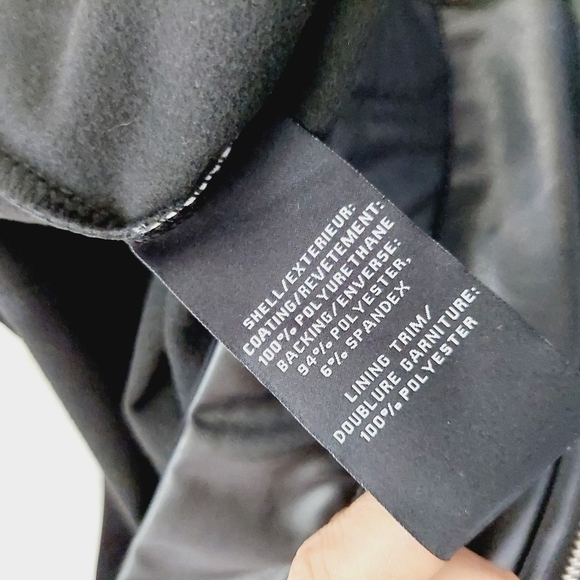 SHELL/EXTERIEUR:
COATING/REVETEMENT:
100% POLYURETHANE
BACKING/ENVERSE:
94% POLYESTER,
6% SPANDEX
LINING TRIM/
DOUBLURE GARNITURE:
100% POLYESTER